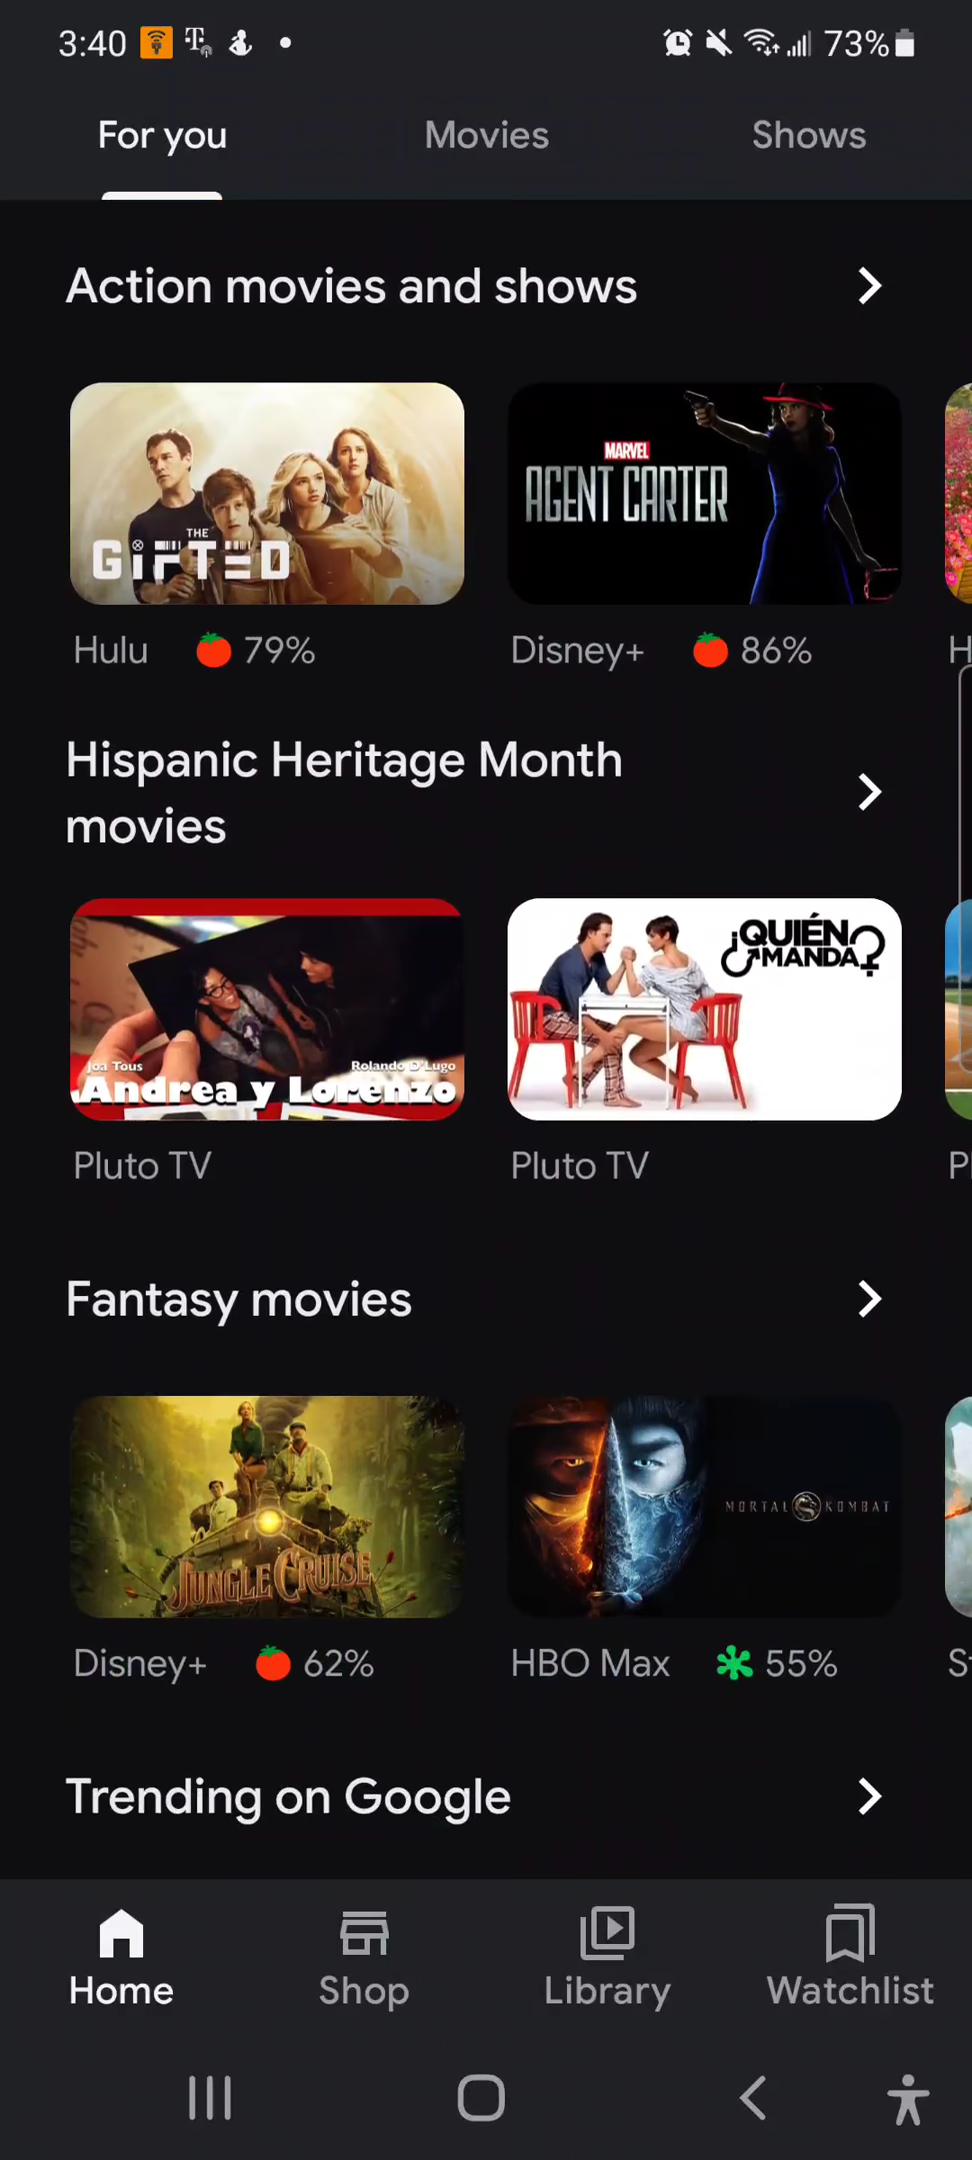 3:40
73%
For you
Movies
Shows
Action movies and shows
THE
GIFTED
MARVEL
AGENT CARTER
Hulu 79%
Disney+ 86%
H
Hispanic Heritage Month
movies
Joa Tous
Rolando D'Lugo
Andrea y Lorenzo
¿QUIÉN
MANDA?
Pluto TV
Pluto TV
Pl
Fantasy movies
JUNGLE CRUISE
MORTAL KOMBAT
Disney+ 62%
HBO Max 55%
St
Trending on Google
Home
Shop
Library
Watchlist